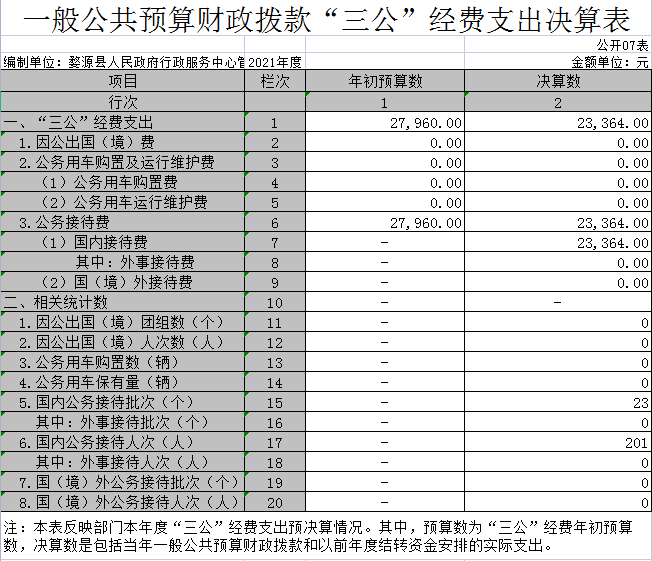 一般公共预算财政拨款“三公”经费支出决算表
公开07表
编制单位：婺源县人民政府行政服务中心管 2021年度 金额单位：元
项目 栏次 年初预算数 决算数
行次 1 2
一、“三公”经费支出 1 27,960.00 23,364.00
1.因公出国（境）费 2 0.00 0.00
2.公务用车购置及运行维护费 3 0.00 0.00
（1）公务用车购置费 4 0.00 0.00
（2）公务用车运行维护费 5 0.00 0.00
3.公务接待费 6 27,960.00 23,364.00
（1）国内接待费 7 - 23,364.00
其中：外事接待费 8 - 0.00
（2）国（境）外接待费 9 - 0.00
二、相关统计数 10 - -
1.因公出国（境）团组数（个） 11 - 0
2.因公出国（境）人次数（人） 12 - 0
3.公务用车购置数（辆） 13 - 0
4.公务用车保有量（辆） 14 - 0
5.国内公务接待批次（个） 15 - 23
其中：外事接待批次（个） 16 - 0
6.国内公务接待人次（人） 17 - 201
其中：外事接待人次（人） 18 - 0
7.国（境）外公务接待批次（个） 19 - 0
8.国（境）外公务接待人次（人） 20 - 0
注：本表反映部门本年度“三公”经费支出预决算情况。其中，预算数为“三公”经费年初预算
数，决算数是包括当年一般公共预算财政拨款和以前年度结转资金安排的实际支出。